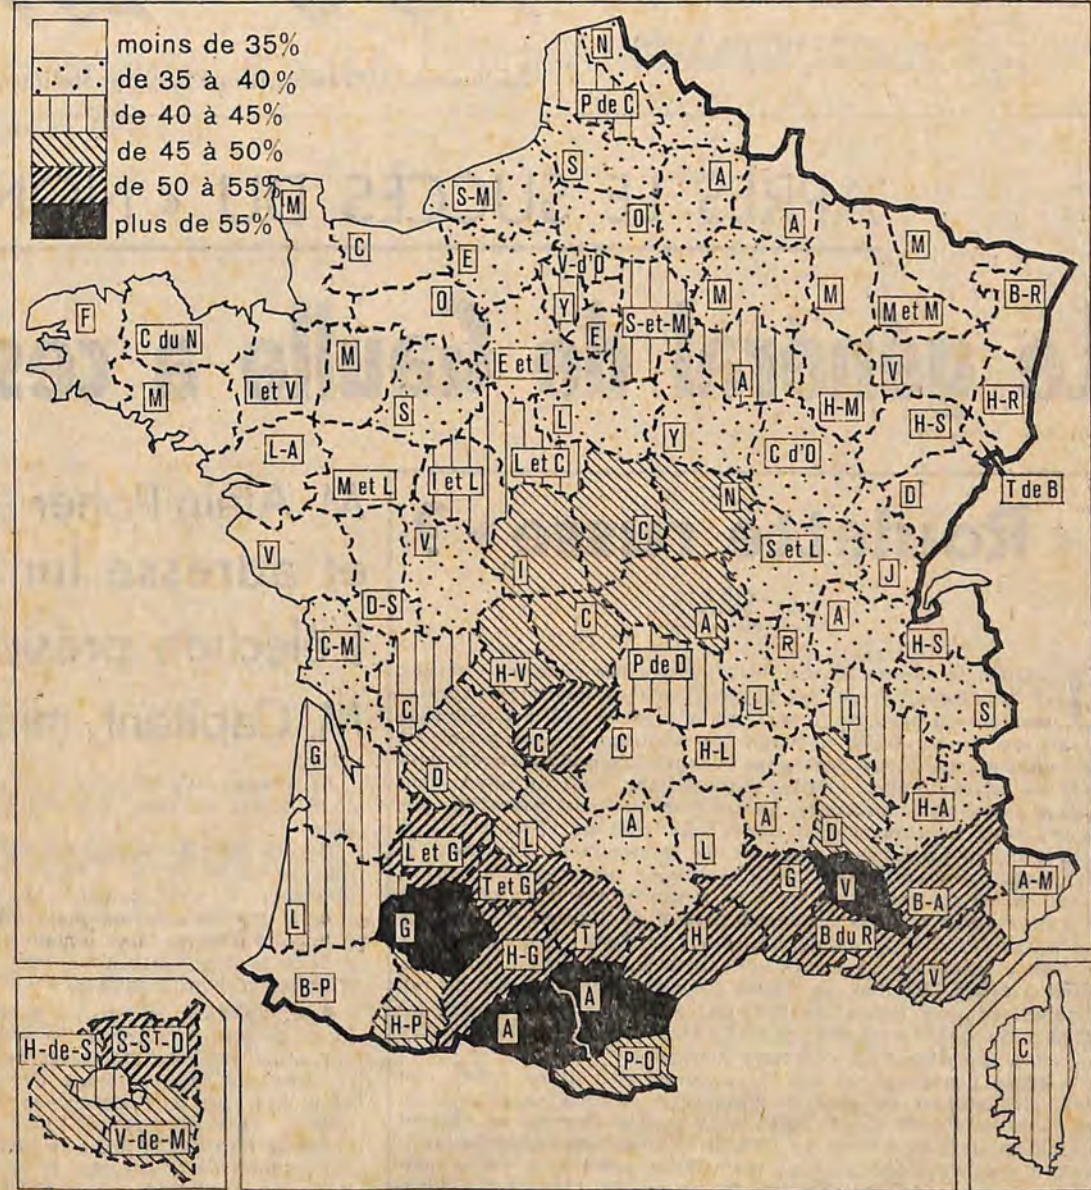 moins de 35%
de 35 à 40%
de 40 à 45%
de 45 à 50%
de 50 à 55%
plus de 55%
N
P de C
S
A
S-M
O
M
C
E
V-d'O
A
M
B-R
F
C du N
O
Y
S-et-M
M
M
M et M
E
M
I et V
M
E et L
A
V
H-R
S
H-M
H-S
L
Y
L-A
L et C
C d'O
M et L
I et L
N
D
T de B
V
V
C
S et L
I
J
D-S
C
A
A
C-M
P de D
R
H-S
H-V
L
I
S
C
G
C
C
H-L
D
H-A
L
A
L
A
D
L et G
T et G
G
V
A-M
B-A
L
G
T
H
B du R
H-G
V
B-P
A
A
H-P
P-O
H-de-S
S-ST-D
V-de-M
C